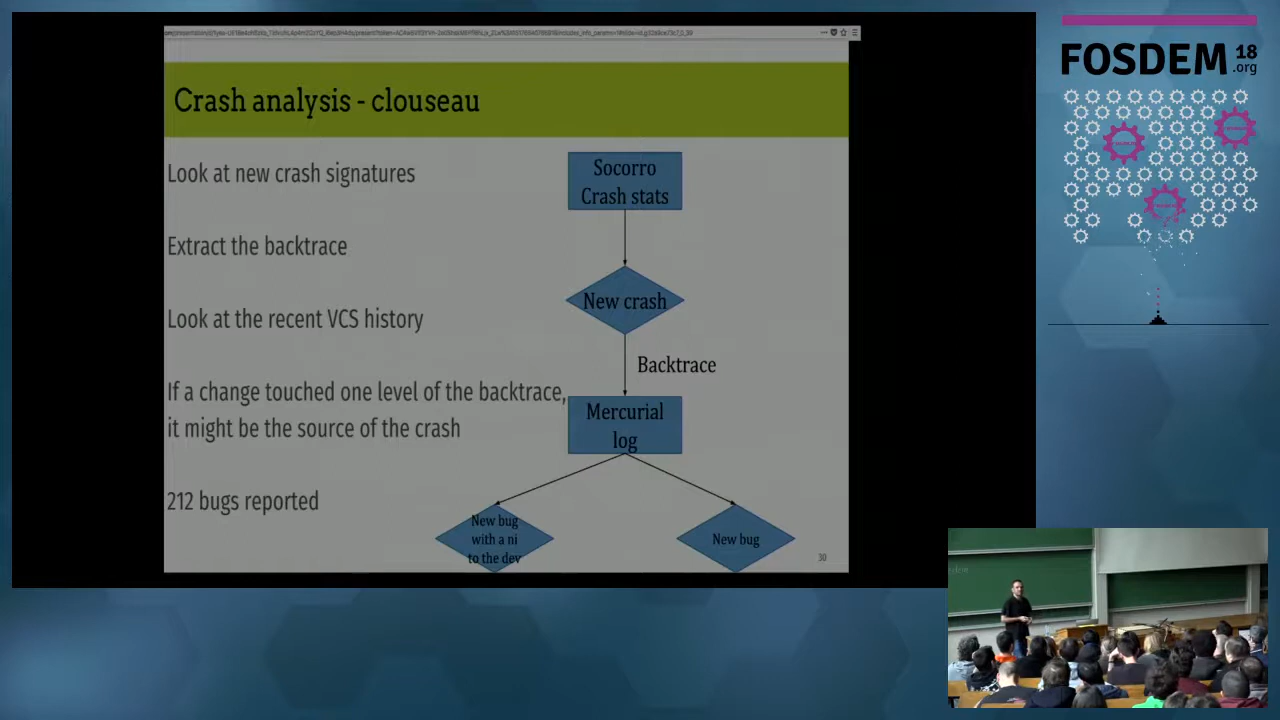 Crash analysis - clouseau
Look at new crash signatures
Extract the backtrace
Look at the recent VCS history
If a change touched one level of the backtrace,
it might be the source of the crash
212 bugs reported
Socorro
Crash stats
New crash
Backtrace
Mercurial
log
New bug
with a ni
to the dev
New bug
30
FOSDEM 18
.org